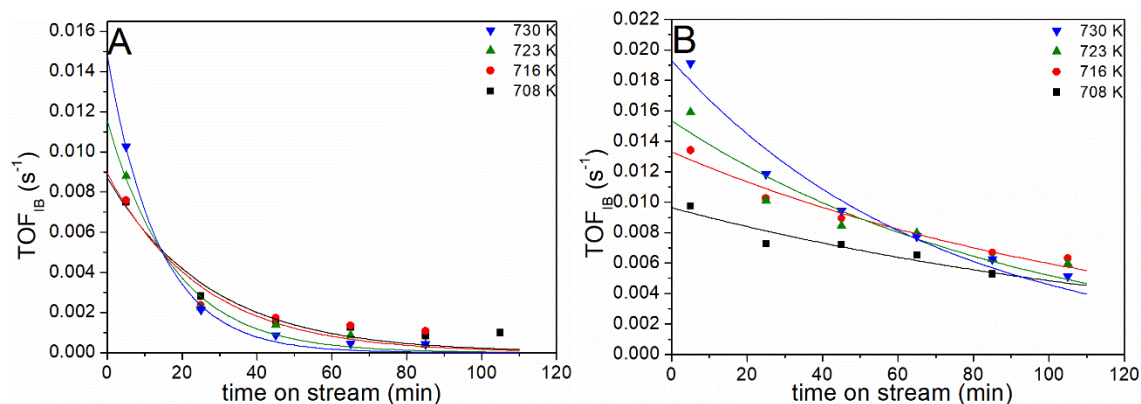 A
730 K
723 K
716 K
708 K
0.016
0.014
0.012
0.010
0.008
0.006
0.004
0.002
0.000
TOF_IB (s⁻¹)
0 20 40 60 80 100 120
time on stream (min)
B
730 K
723 K
716 K
708 K
0.022
0.020
0.018
0.016
0.014
0.012
0.010
0.008
0.006
0.004
0.002
0.000
TOF_IB (s⁻¹)
0 20 40 60 80 100 120
time on stream (min)